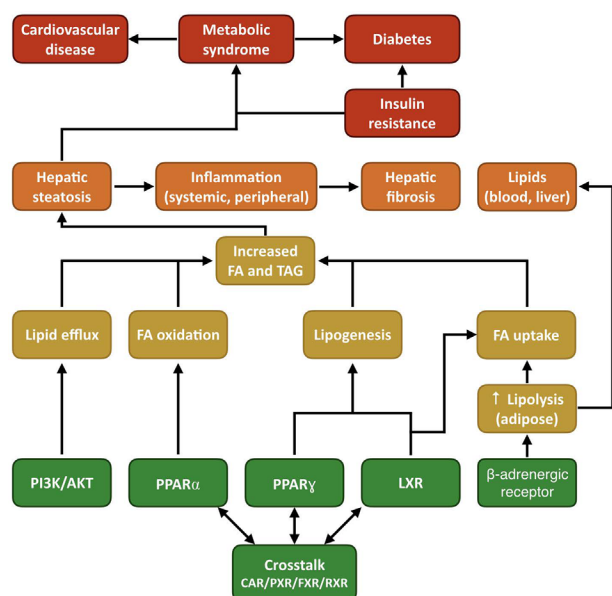 Cardiovascular
disease
Metabolic
syndrome
Diabetes
Insulin
resistance
Hepatic
steatosis
Inflammation
(systemic, peripheral)
Hepatic
fibrosis
Lipids
(blood, liver)
Increased
FA and TAG
Lipid efflux
FA oxidation
Lipogenesis
FA uptake
↑ Lipolysis
(adipose)
PI3K/AKT
PPARα
PPARɣ
LXR
β-adrenergic
receptor
Crosstalk
CAR/PXR/FXR/RXR